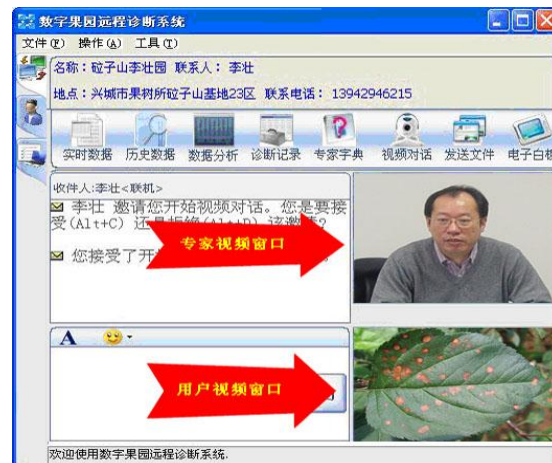 数字果园远程诊断系统
文件(F) 操作(A) 工具(T)
名称：砬子山李壮园 联系人：李壮
地点：兴城市果树所砬子山基地23区 联系电话：13942946215
实时数据 历史数据 数据分析 诊断记录 专家字典 视频对话 发送文件 电子白板
收件人:李壮<联机>
李壮 邀请您开始视频对话。您是要接
受(Alt+C) 还是拒绝(Alt+D) 该邀请?
您接受了开
专家视频窗口
A
用户视频窗口
欢迎使用数字果园远程诊断系统.